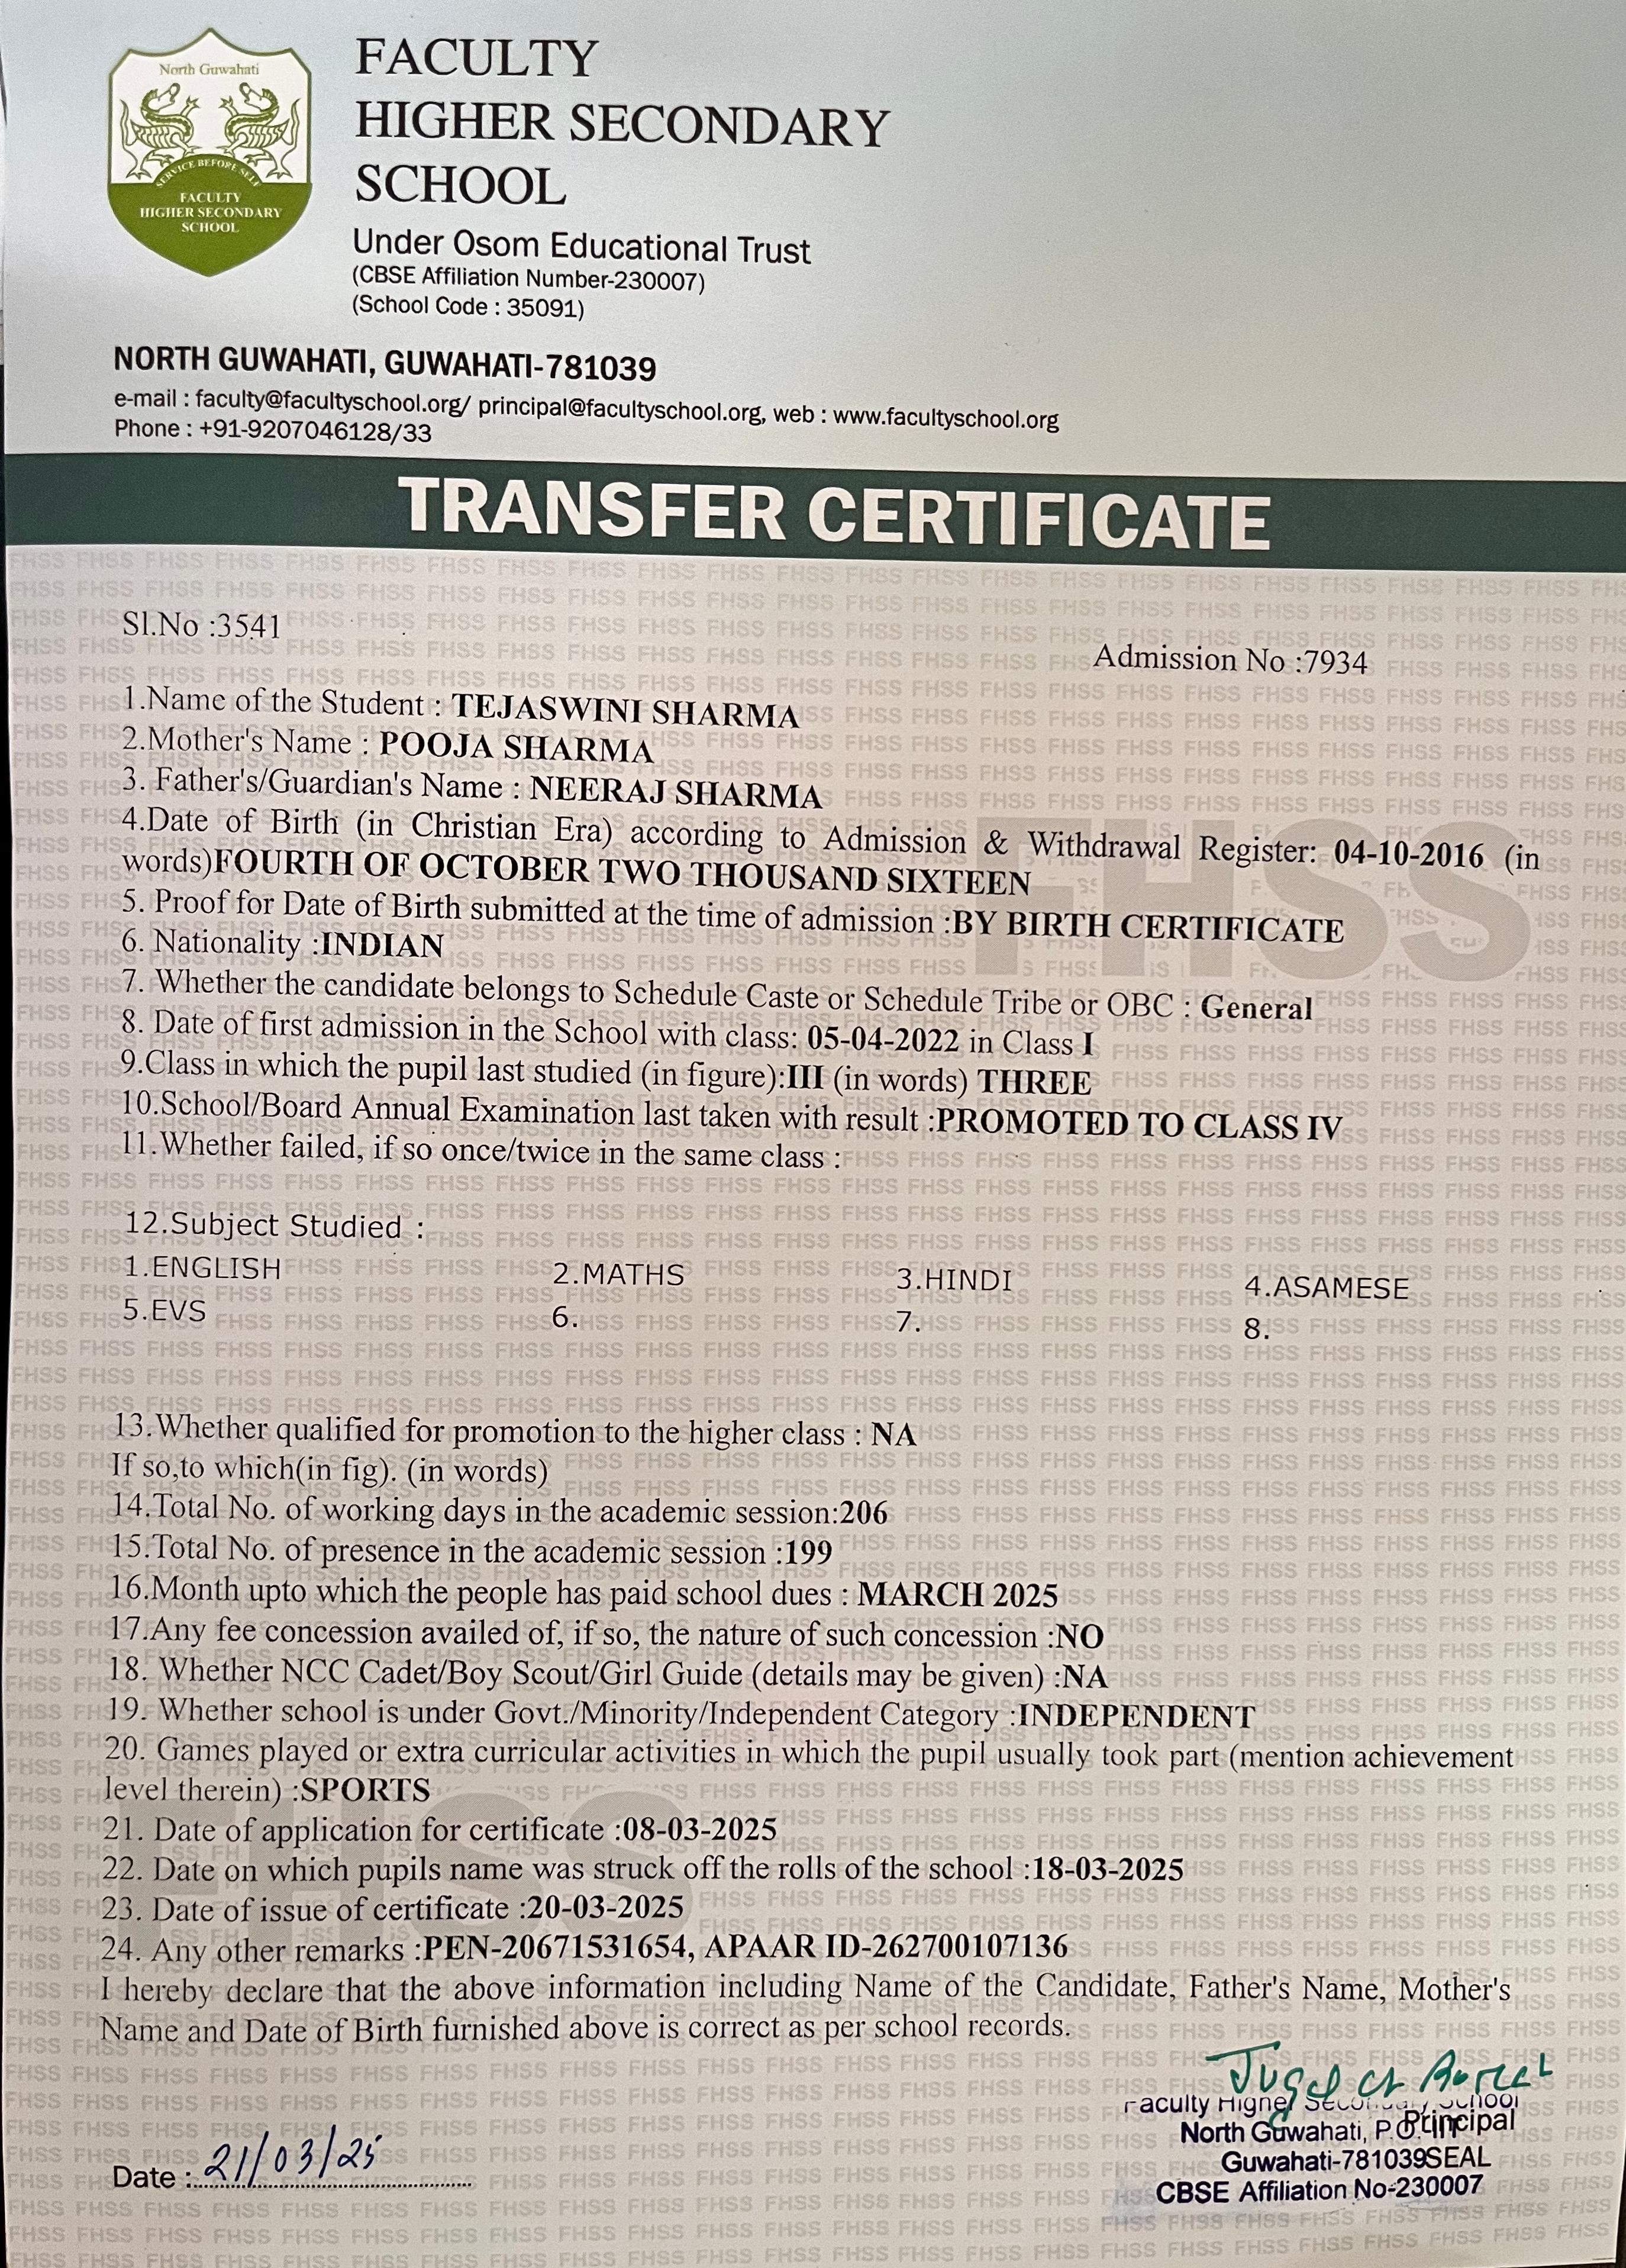 North Guwahati
SERVICE BEFORE SELF
FACULTY
HIGHER SECONDARY
SCHOOL
FACULTY
HIGHER SECONDARY
SCHOOL
Under Osom Educational Trust
(CBSE Affiliation Number-230007)
(School Code : 35091)
NORTH GUWAHATI, GUWAHATI-781039
e-mail : faculty@facultyschool.org/ principal@facultyschool.org, web : www.facultyschool.org
Phone : +91-9207046128/33
TRANSFER CERTIFICATE
Sl.No :3541
Admission No :7934
1.Name of the Student : TEJASWINI SHARMA
2.Mother's Name : POOJA SHARMA
3. Father's/Guardian's Name : NEERAJ SHARMA
4.Date of Birth (in Christian Era) according to Admission & Withdrawal Register: 04-10-2016 (in
words)FOURTH OF OCTOBER TWO THOUSAND SIXTEEN
5. Proof for Date of Birth submitted at the time of admission :BY BIRTH CERTIFICATE
6. Nationality :INDIAN
7. Whether the candidate belongs to Schedule Caste or Schedule Tribe or OBC : General
8. Date of first admission in the School with class: 05-04-2022 in Class I
9.Class in which the pupil last studied (in figure):III (in words) THREE
10.School/Board Annual Examination last taken with result :PROMOTED TO CLASS IV
11.Whether failed, if so once/twice in the same class :
12.Subject Studied :
1.ENGLISH 2.MATHS 3.HINDI 4.ASAMESE
5.EVS 6. 7. 8.
13.Whether qualified for promotion to the higher class : NA
If so,to which(in fig). (in words)
14.Total No. of working days in the academic session:206
15.Total No. of presence in the academic session :199
16.Month upto which the people has paid school dues : MARCH 2025
17.Any fee concession availed of, if so, the nature of such concession :NO
18. Whether NCC Cadet/Boy Scout/Girl Guide (details may be given) :NA
19. Whether school is under Govt./Minority/Independent Category :INDEPENDENT
20. Games played or extra curricular activities in which the pupil usually took part (mention achievement
level therein) :SPORTS
21. Date of application for certificate :08-03-2025
22. Date on which pupils name was struck off the rolls of the school :18-03-2025
23. Date of issue of certificate :20-03-2025
24. Any other remarks :PEN-20671531654, APAAR ID-262700107136
I hereby declare that the above information including Name of the Candidate, Father's Name, Mother's
Name and Date of Birth furnished above is correct as per school records.
Faculty Higher Secondary School
Principal
North Guwahati, P.O.
Guwahati-781039
SEAL
CBSE Affiliation No-230007
Date : 21/03/25